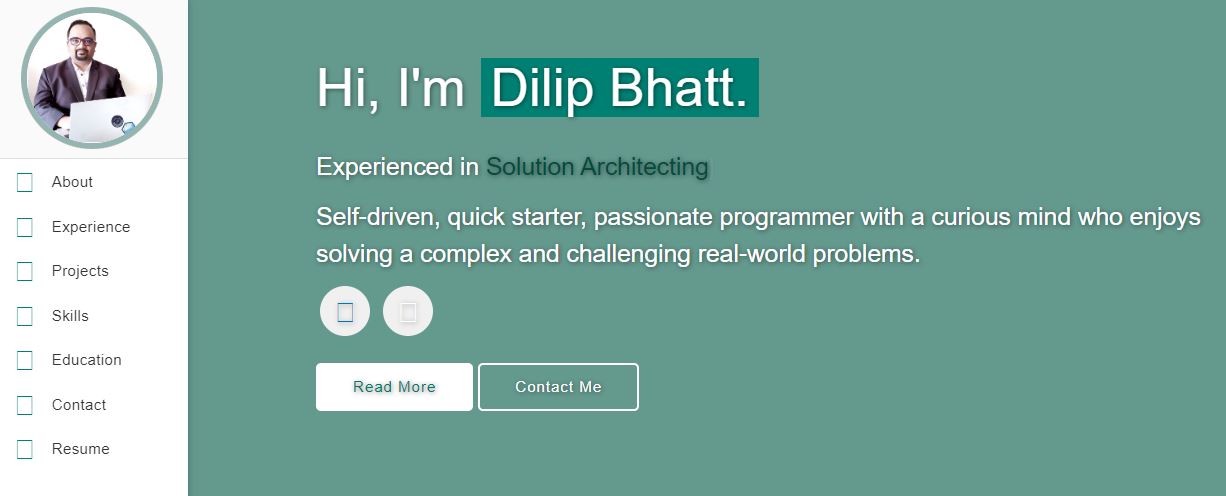 About
Experience
Projects
Skills
Education
Contact
Resume
Hi, I'm Dilip Bhatt.
Experienced in Solution Architecting
Self-driven, quick starter, passionate programmer with a curious mind who enjoys
solving a complex and challenging real-world problems.
Read More
Contact Me